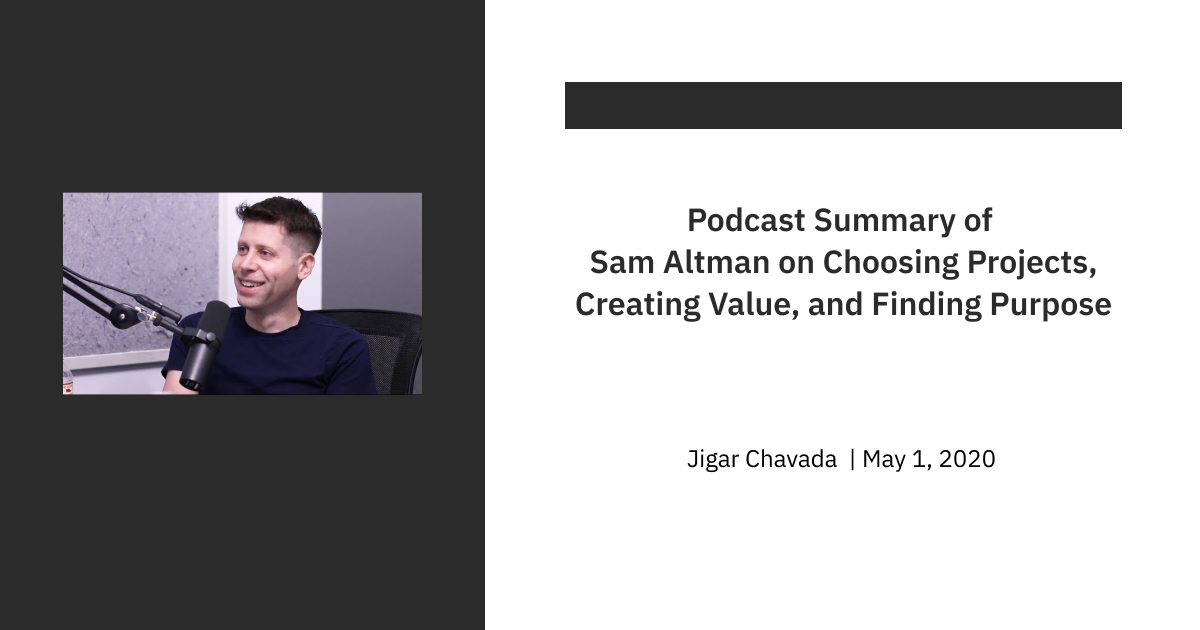 Podcast Summary of
Sam Altman on Choosing Projects,
Creating Value, and Finding Purpose
Jigar Chavada | May 1, 2020